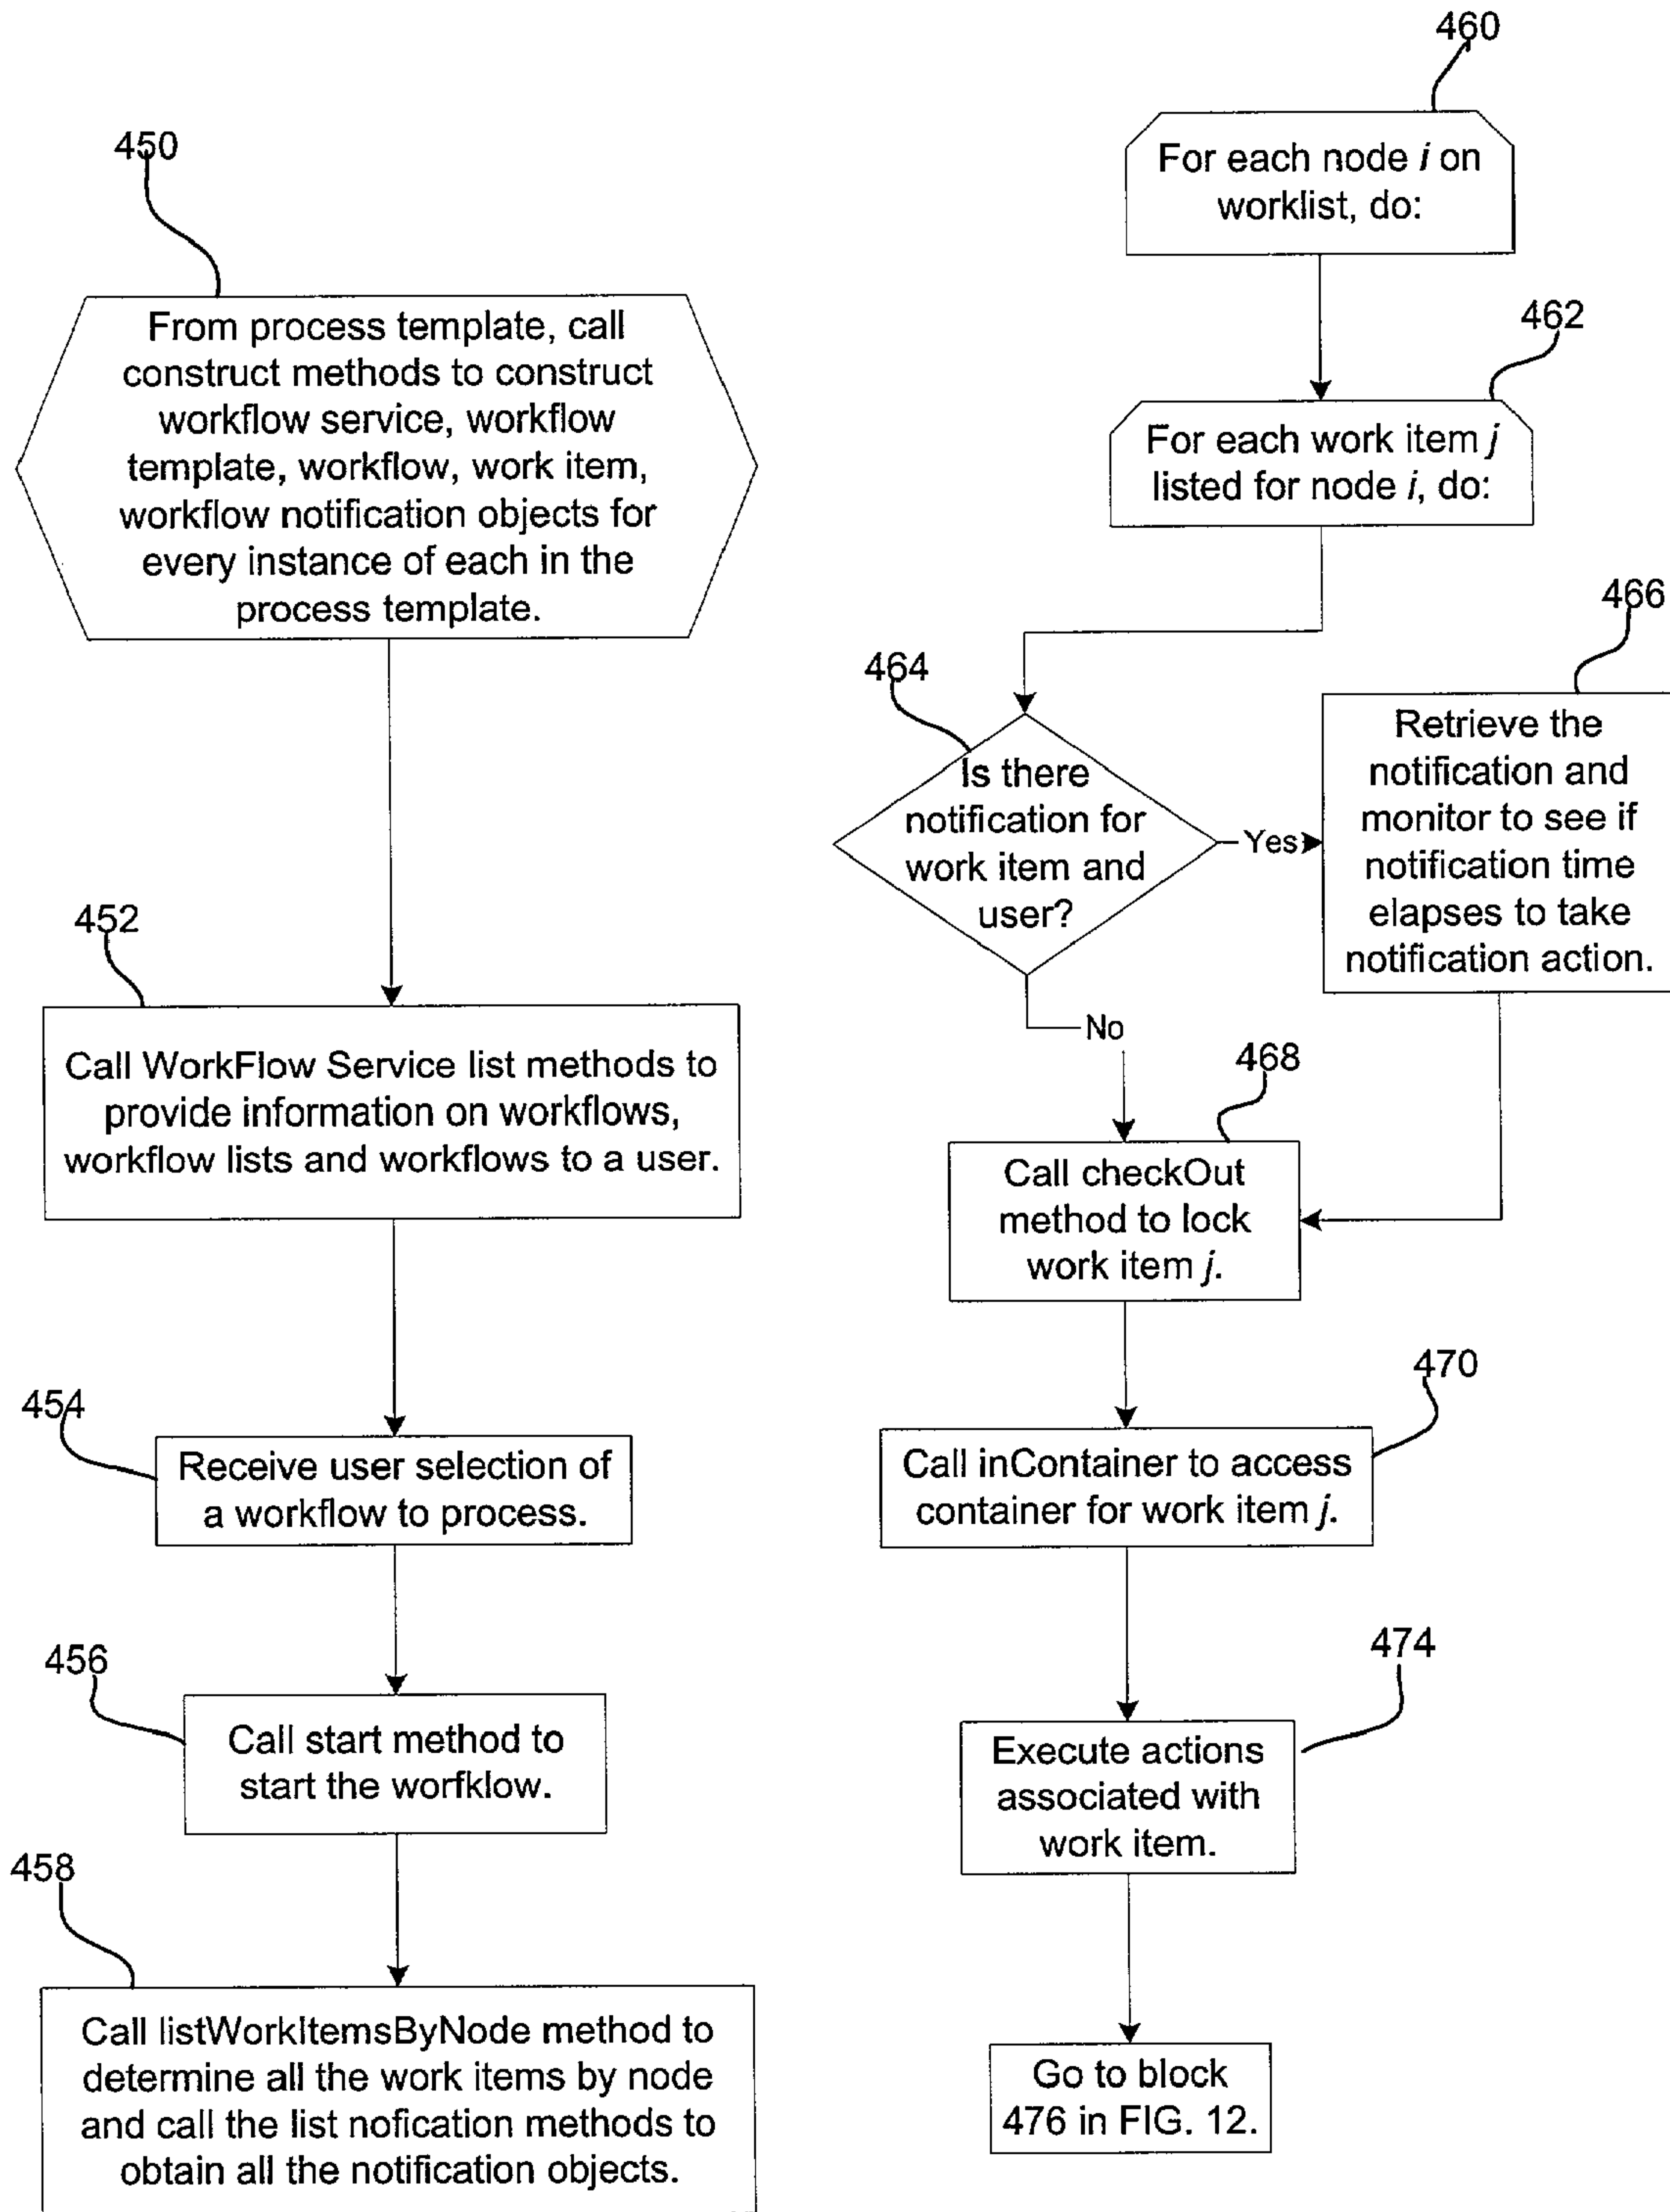 450
From process template, call
construct methods to construct
workflow service, workflow
template, workflow, work item,
workflow notification objects for
every instance of each in the
process template.
452
Call WorkFlow Service list methods to
provide information on workflows,
workflow lists and workflows to a user.
454
Receive user selection of
a workflow to process.
456
Call start method to
start the worfklow.
458
Call listWorkItemsByNode method to
determine all the work items by node
and call the list nofication methods to
obtain all the notification objects.
460
For each node i on
worklist, do:
462
For each work item j
listed for node i, do:
464
Is there
notification for
work item and
user?
Yes
466
Retrieve the
notification and
monitor to see if
notification time
elapses to take
notification action.
No
468
Call checkOut
method to lock
work item j.
470
Call inContainer to access
container for work item j.
474
Execute actions
associated with
work item.
Go to block
476 in FIG. 12.